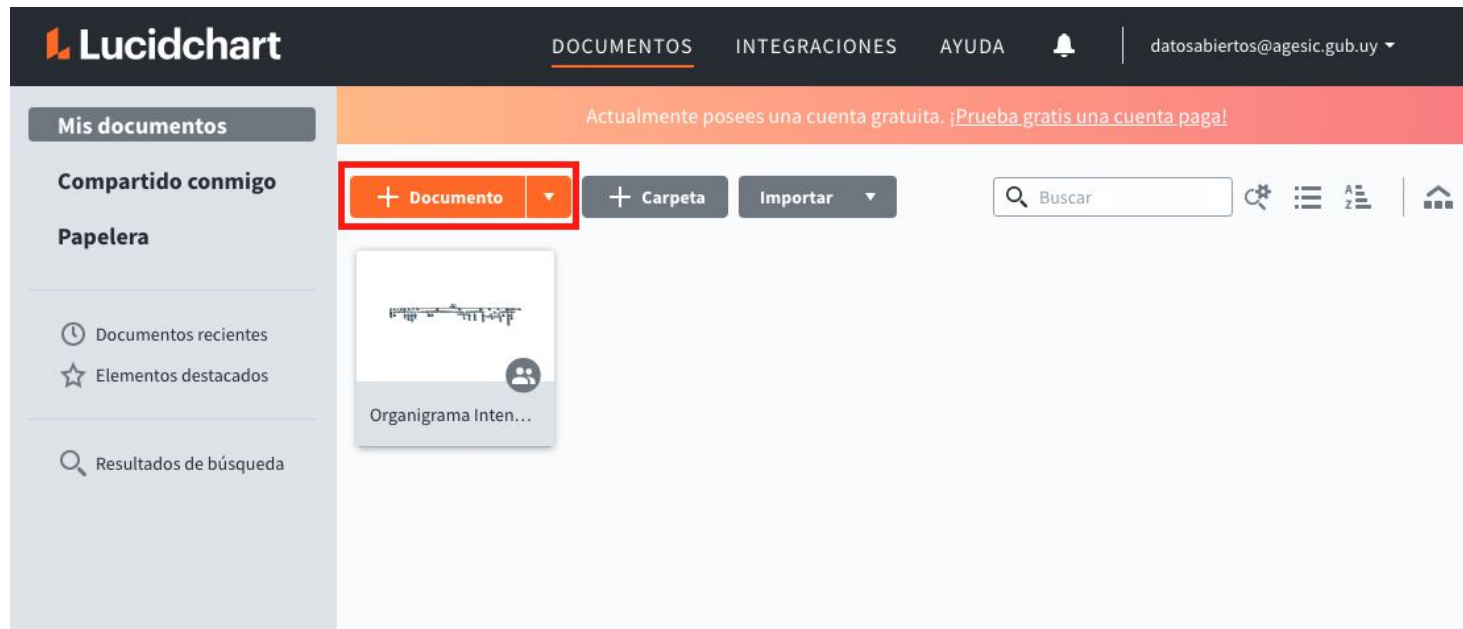 Lucidchart
DOCUMENTOS INTEGRACIONES AYUDA datosabiertos@agesic.gub.uy
Actualmente posees una cuenta gratuita. ¡Prueba gratis una cuenta paga!
Mis documentos
Compartido conmigo
Papelera
Documentos recientes
Elementos destacados
Resultados de búsqueda
+ Documento + Carpeta Importar Buscar
Organigrama Inten...